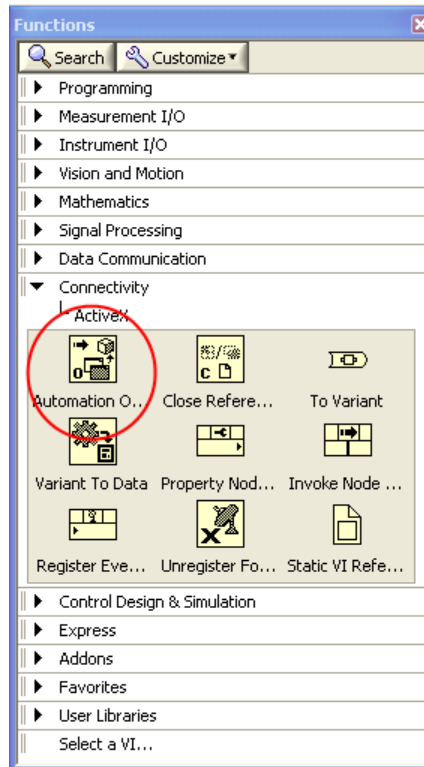 Functions
Search Customize
Programming
Measurement I/O
Instrument I/O
Vision and Motion
Mathematics
Signal Processing
Data Communication
Connectivity
ActiveX
Automation O... Close Refere... To Variant
Variant To Data Property Nod... Invoke Node ...
Register Eve... Unregister Fo... Static VI Refe...
Control Design & Simulation
Express
Addons
Favorites
User Libraries
Select a VI...